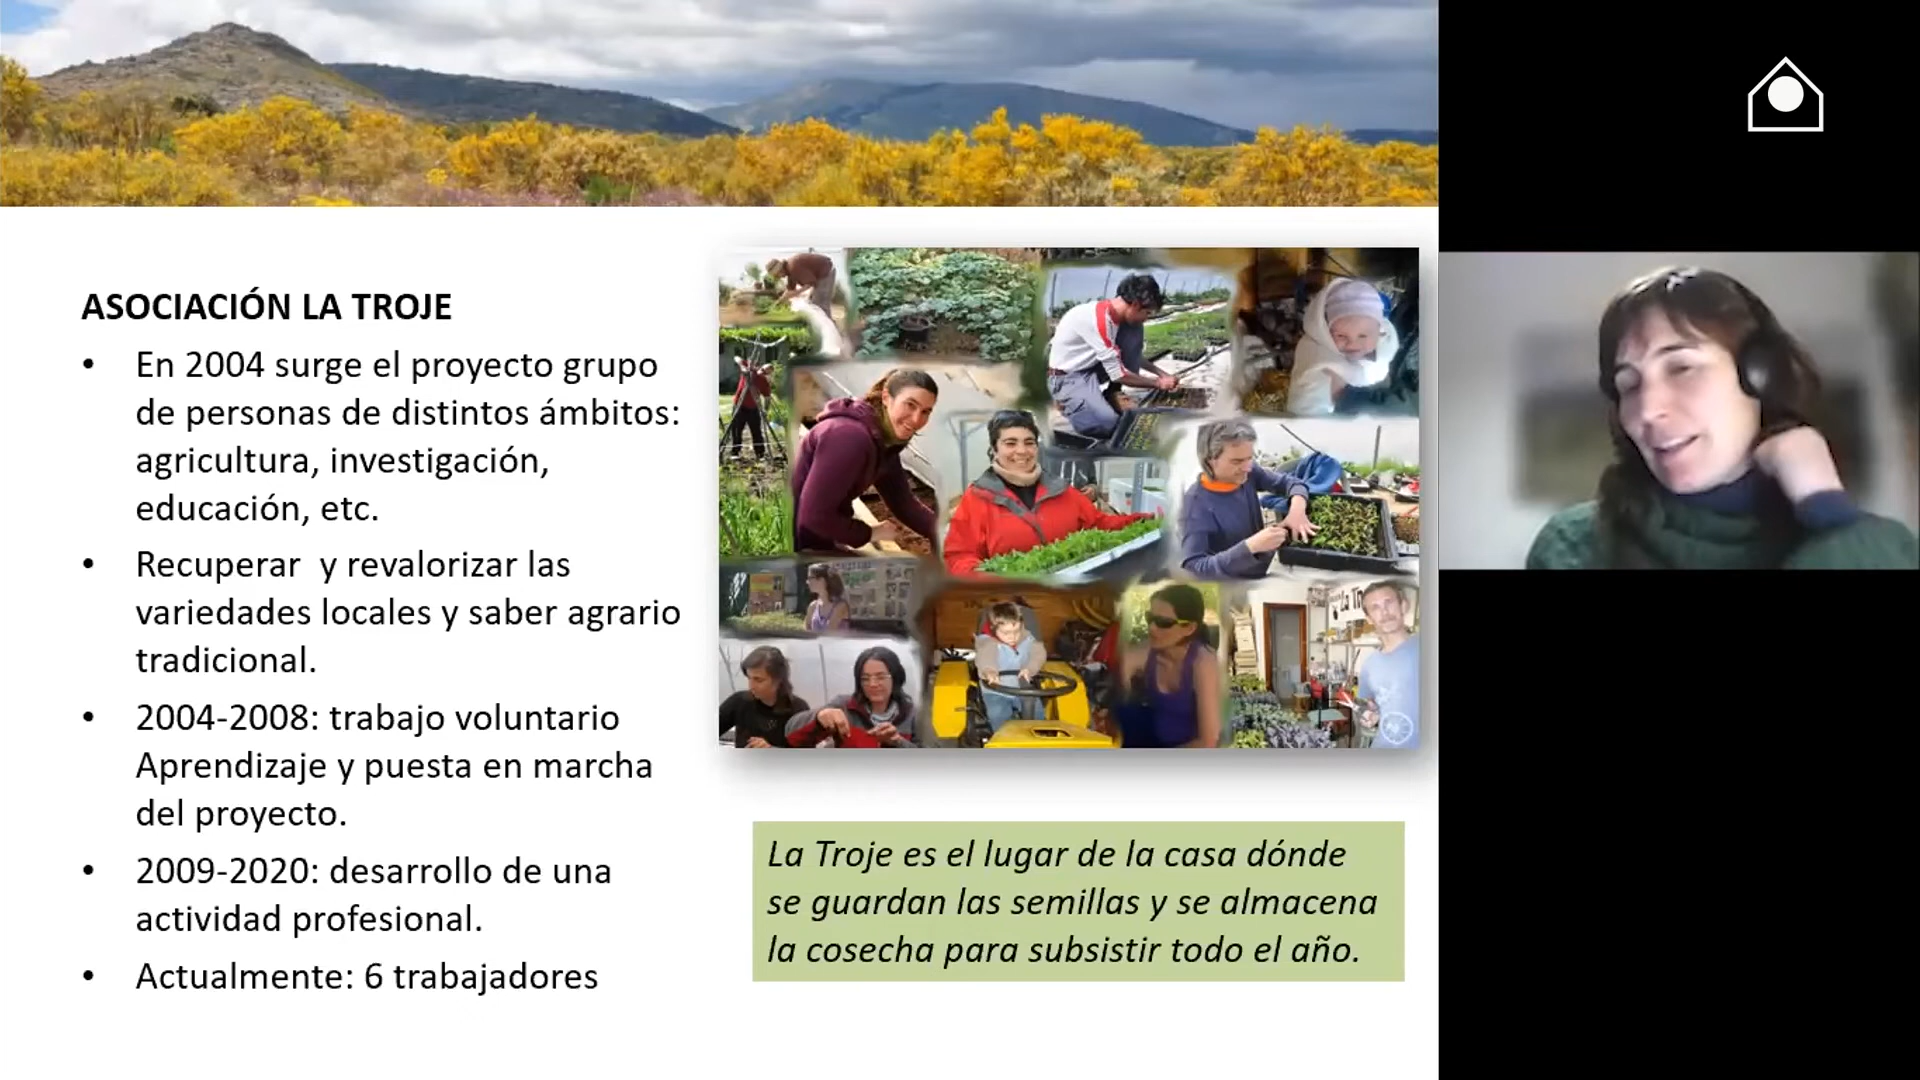 ASOCIACIÓN LA TROJE
• En 2004 surge el proyecto grupo
de personas de distintos ámbitos:
agricultura, investigación,
educación, etc.
• Recuperar  y revalorizar las
variedades locales y saber agrario
tradicional.
• 2004-2008: trabajo voluntario
Aprendizaje y puesta en marcha
del proyecto.
• 2009-2020: desarrollo de una
actividad profesional.
• Actualmente: 6 trabajadores
La Troje es el lugar de la casa dónde
se guardan las semillas y se almacena
la cosecha para subsistir todo el año.